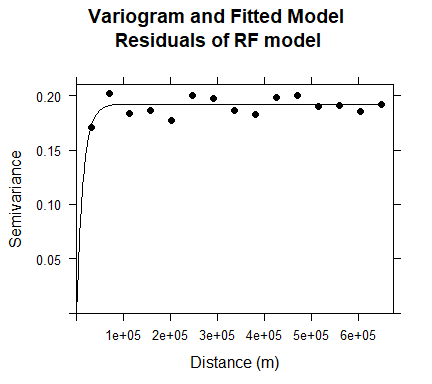 Variogram and Fitted Model
Residuals of RF model
0.20
0.15
0.10
0.05
Semivariance
1e+05 2e+05 3e+05 4e+05 5e+05 6e+05
Distance (m)